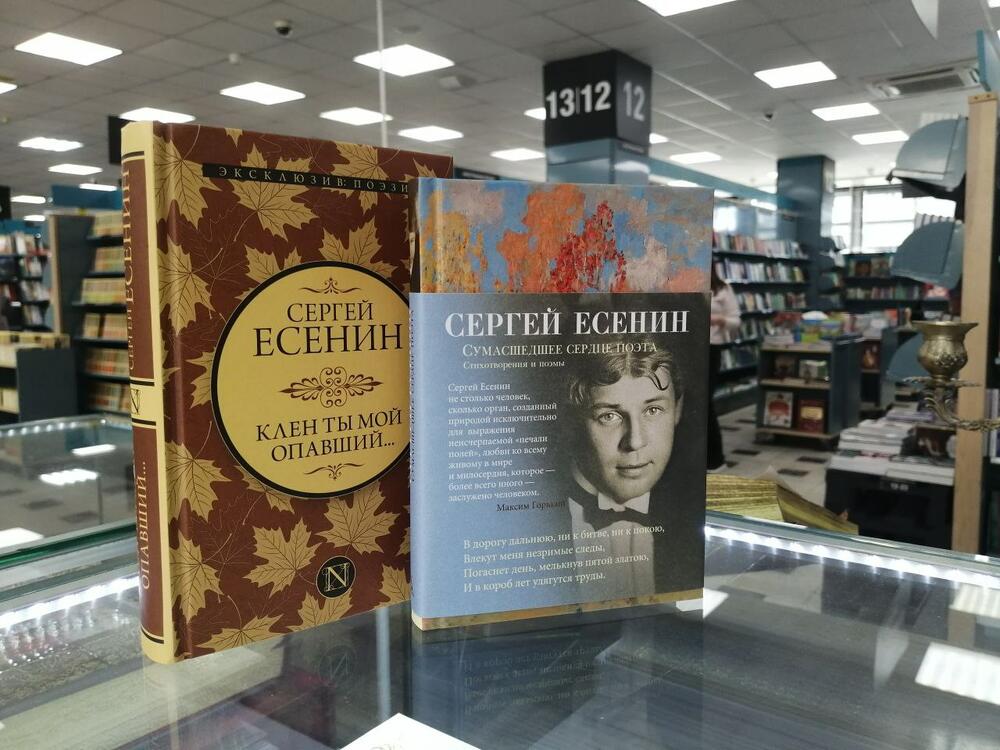 13|12
12
ЭКСКЛЮЗИВ: ПОЭЗИ
СЕРГЕЙ
ЕСЕНИН
КЛЕН ТЫ МОЙ
ОПАВШИЙ...
N
СЕРГЕЙ ЕСЕНИН
N
ОПАВШИЙ...
СЕРГЕЙ ЕСЕНИН
СУМАСШЕДШЕЕ СЕРДЦЕ ПОЭТА
Стихотворения и поэмы
Сергей Есенин
не столько человек,
сколько орган, созданный
природой исключительно
для выражения
неисчерпаемой «печали
полей», любви ко всему
живому в мире
и милосердия, которое —
более всего иного —
заслужено человеком.
Максим Горький
В дорогу дальнюю, ни к битве, ни к покою,
Влекут меня незримые следы,
Погаснет день, мелькнув пятой златою,
И в короб лет улягутся труды.